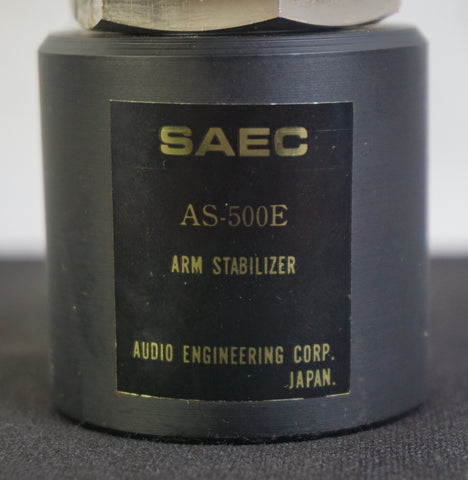 SAEC
AS-500E
ARM STABILIZER
AUDIO ENGINEERING CORP.
JAPAN.